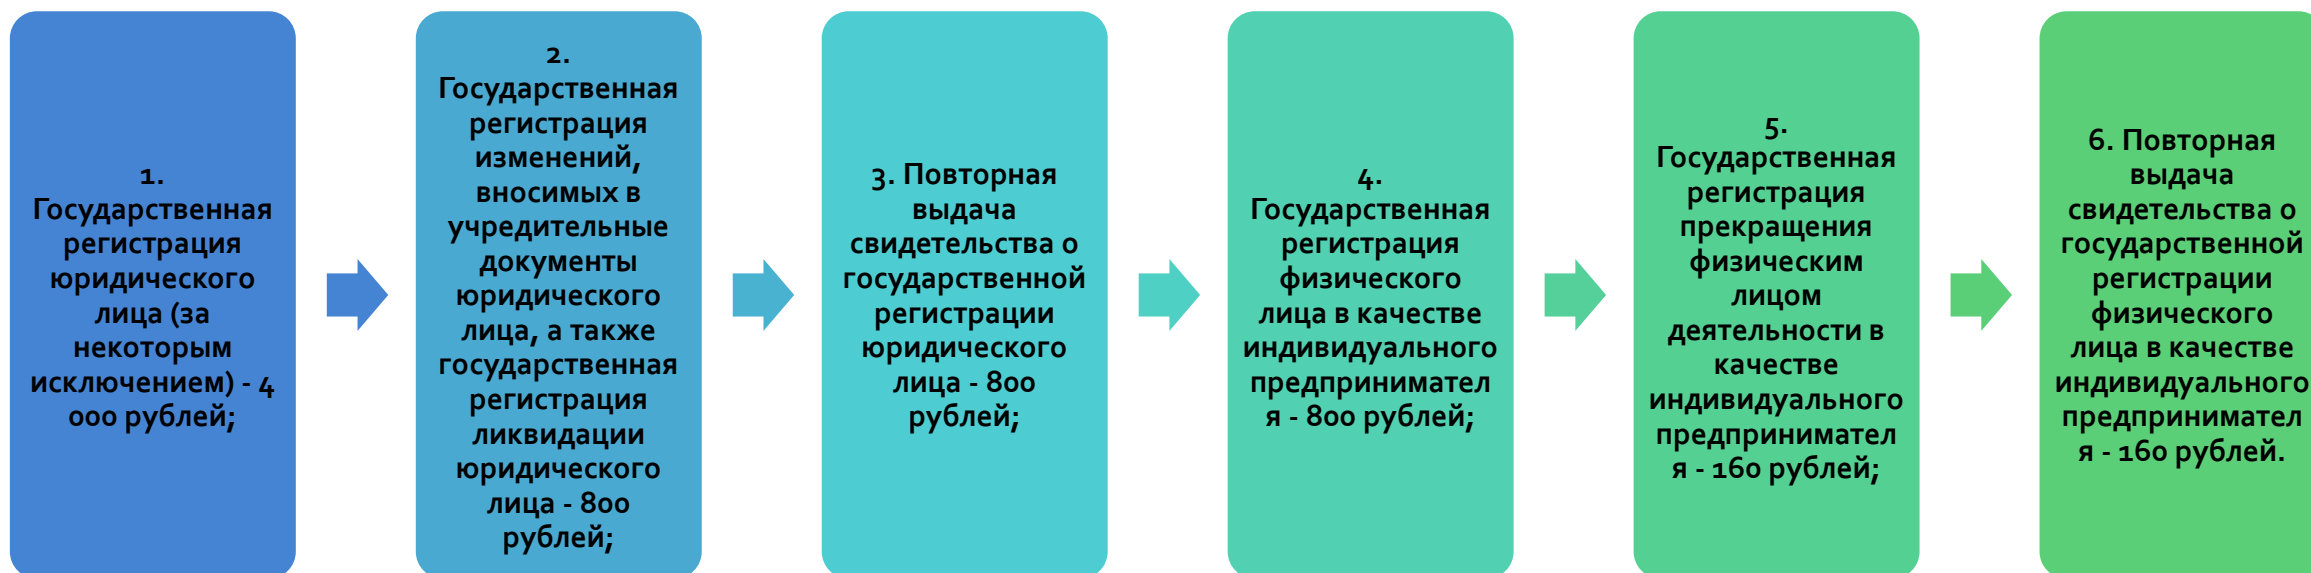 1.
Государственная
регистрация
юридического
лица (за
некоторым
исключением) - 4
000 рублей;
2.
Государственная
регистрация
изменений,
вносимых в
учредительные
документы
юридического
лица, а также
государственная
регистрация
ликвидации
юридического
лица - 800
рублей;
3. Повторная
выдача
свидетельства о
государственной
регистрации
юридического
лица - 800
рублей;
4.
Государственная
регистрация
физического
лица в качестве
индивидуального
предпринимател
я - 800 рублей;
5.
Государственная
регистрация
прекращения
физическим
лицом
деятельности в
качестве
индивидуального
предпринимател
я - 160 рублей;
6. Повторная
выдача
свидетельства о
государственной
регистрации
физического
лица в качестве
индивидуального
предпринимател
я - 160 рублей.